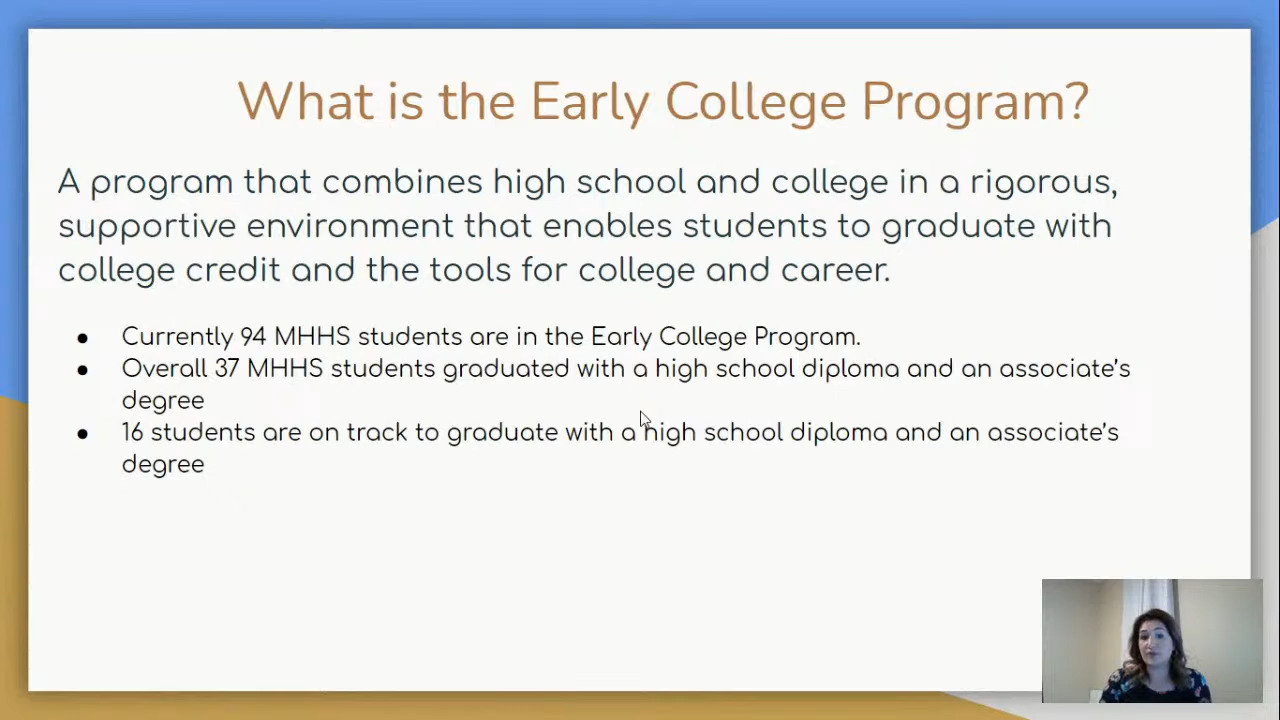 What is the Early College Program?
A program that combines high school and college in a rigorous,
supportive environment that enables students to graduate with
college credit and the tools for college and career.
● Currently 94 MHHS students are in the Early College Program.
● Overall 37 MHHS students graduated with a high school diploma and an associate's
degree
● 16 students are on track to graduate with a high school diploma and an associate's
degree